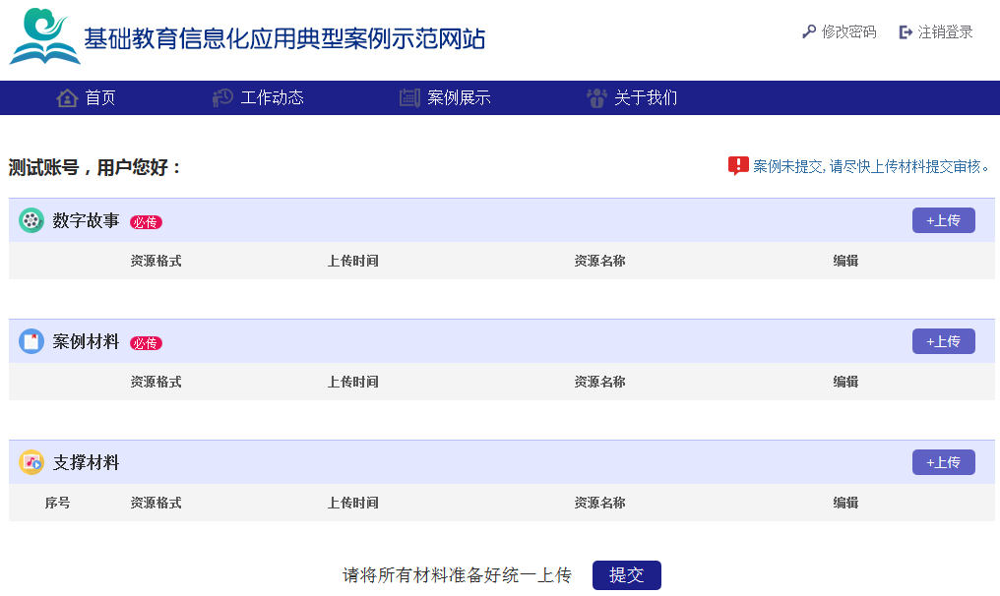 基础教育信息化应用典型案例示范网站
修改密码 注销登录
首页 工作动态 案例展示 关于我们
测试账号，用户您好：
案例未提交, 请尽快上传材料提交审核。
数字故事 必传 +上传
资源格式 上传时间 资源名称 编辑
案例材料 必传 +上传
资源格式 上传时间 资源名称 编辑
支撑材料 +上传
序号 资源格式 上传时间 资源名称 编辑
请将所有材料准备好统一上传 提交